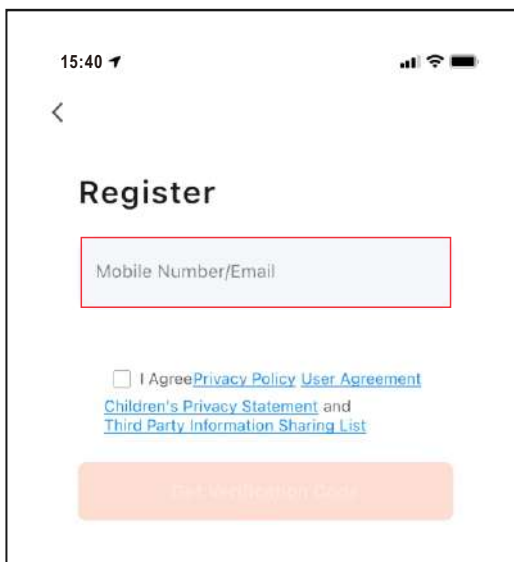 15:40
Register
Mobile Number/Email
I AgreePrivacy Policy User Agreement
Children's Privacy Statement and
Third Party Information Sharing List
Get Verification Code